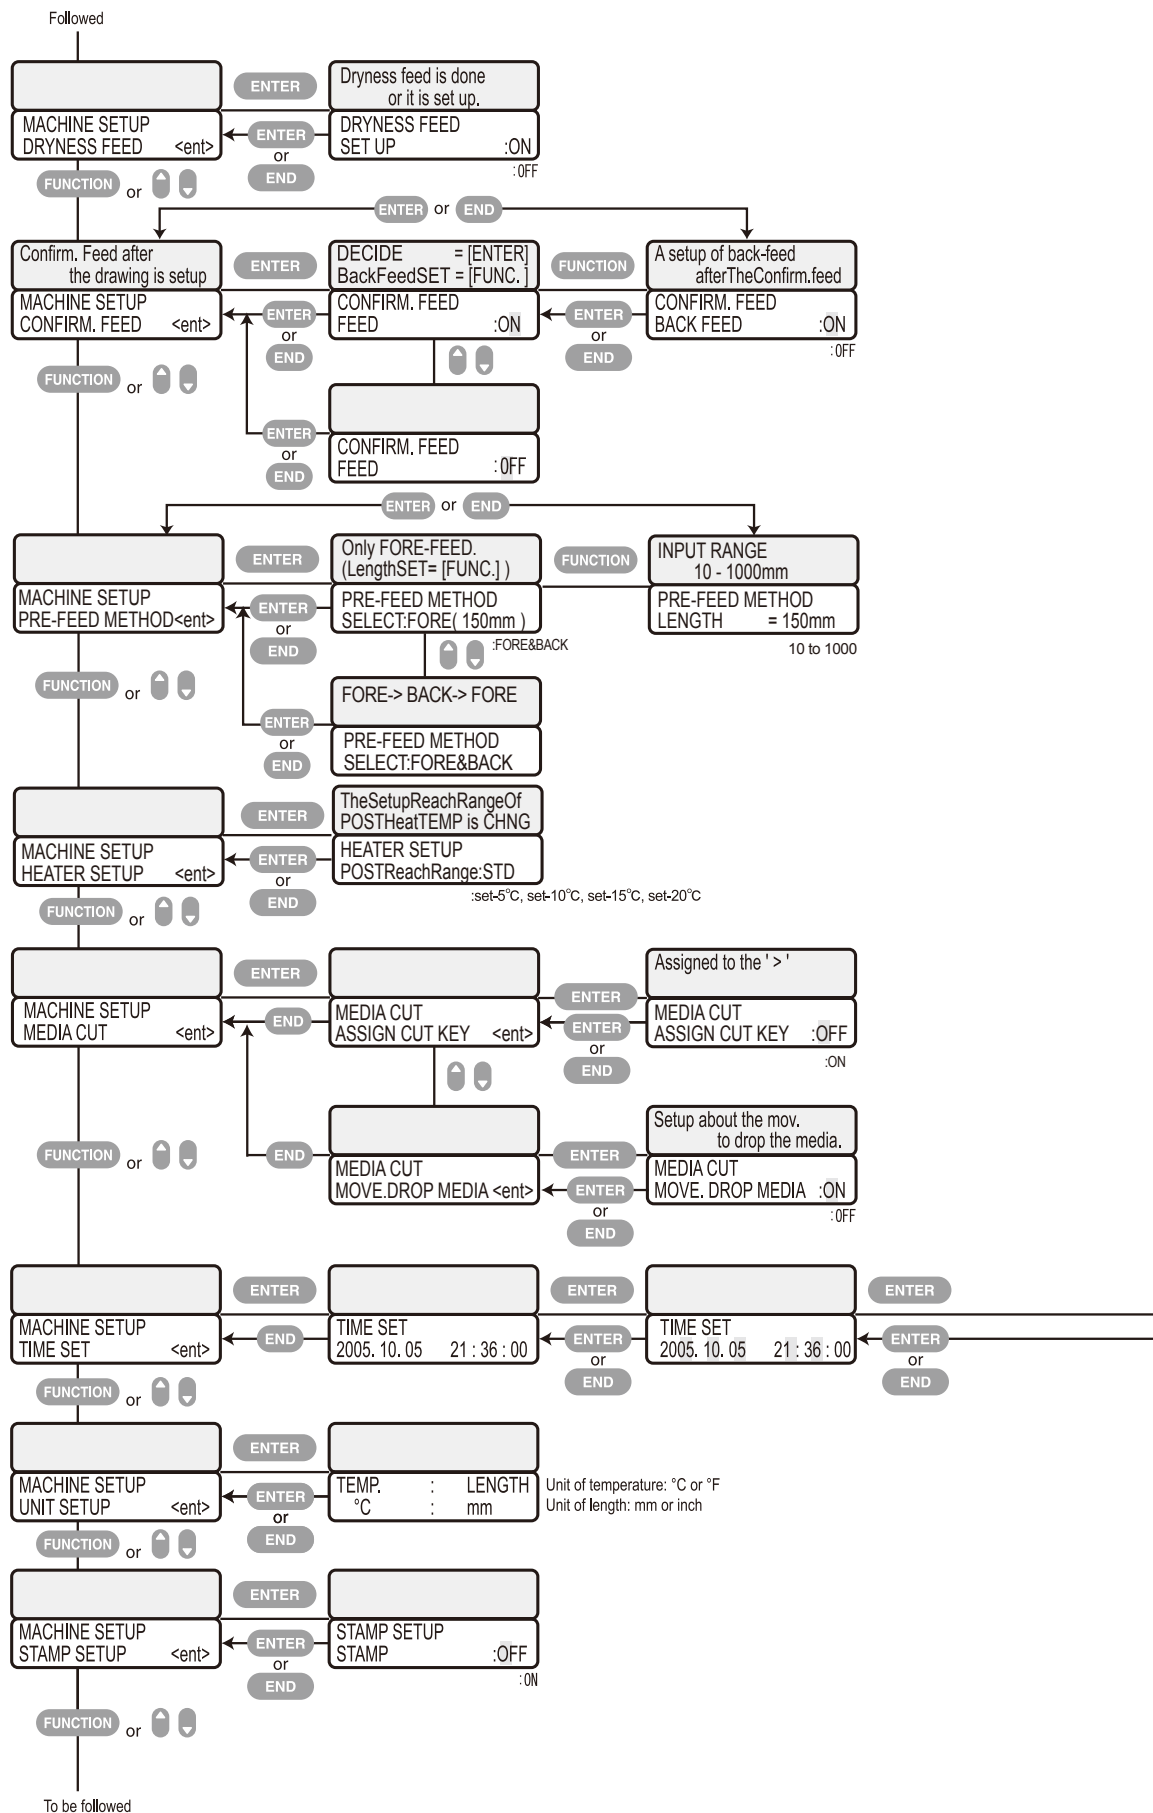 Followed
ENTER
Dryness feed is done
or it is set up.
MACHINE SETUP
DRYNESS FEED <ent>
ENTER
or
END
DRYNESS FEED
SET UP :ON
:OFF
FUNCTION or
ENTER or END
Confirm. Feed after
the drawing is setup
ENTER
DECIDE = [ENTER]
BackFeedSET = [FUNC. ]
FUNCTION
A setup of back-feed
afterTheConfirm.feed
MACHINE SETUP
CONFIRM. FEED <ent>
ENTER
or
END
CONFIRM. FEED
FEED :ON
ENTER
or
END
CONFIRM. FEED
BACK FEED :ON
:OFF
FUNCTION or
ENTER
or
END
CONFIRM. FEED
FEED :OFF
ENTER or END
ENTER
Only FORE-FEED.
(LengthSET= [FUNC.] )
FUNCTION
INPUT RANGE
10 - 1000mm
MACHINE SETUP
PRE-FEED METHOD<ent>
ENTER
or
END
PRE-FEED METHOD
SELECT:FORE( 150mm )
:FORE&BACK
PRE-FEED METHOD
LENGTH = 150mm
10 to 1000
FUNCTION or
FORE-> BACK-> FORE
ENTER
or
END
PRE-FEED METHOD
SELECT:FORE&BACK
ENTER
TheSetupReachRangeOf
POSTHeatTEMP is CHNG
MACHINE SETUP
HEATER SETUP <ent>
ENTER
or
END
HEATER SETUP
POSTReachRange:STD
:set-5°C, set-10°C, set-15°C, set-20°C
FUNCTION or
ENTER
ENTER
Assigned to the ' > '
MACHINE SETUP
MEDIA CUT <ent>
END
MEDIA CUT
ASSIGN CUT KEY <ent>
ENTER
or
END
MEDIA CUT
ASSIGN CUT KEY :OFF
:ON
FUNCTION or
END
MEDIA CUT
MOVE.DROP MEDIA <ent>
ENTER
Setup about the mov.
to drop the media.
ENTER
or
END
MEDIA CUT
MOVE. DROP MEDIA :ON
:OFF
ENTER
ENTER
ENTER
MACHINE SETUP
TIME SET <ent>
END
TIME SET
2005. 10. 05 21 : 36 : 00
ENTER
or
END
TIME SET
2005. 10. 05 21 : 36 : 00
ENTER
or
END
FUNCTION or
ENTER
MACHINE SETUP
UNIT SETUP <ent>
ENTER
or
END
TEMP. : LENGTH
°C : mm
Unit of temperature: °C or °F
Unit of length: mm or inch
FUNCTION or
ENTER
MACHINE SETUP
STAMP SETUP <ent>
ENTER
or
END
STAMP SETUP
STAMP :OFF
:ON
FUNCTION or
To be followed